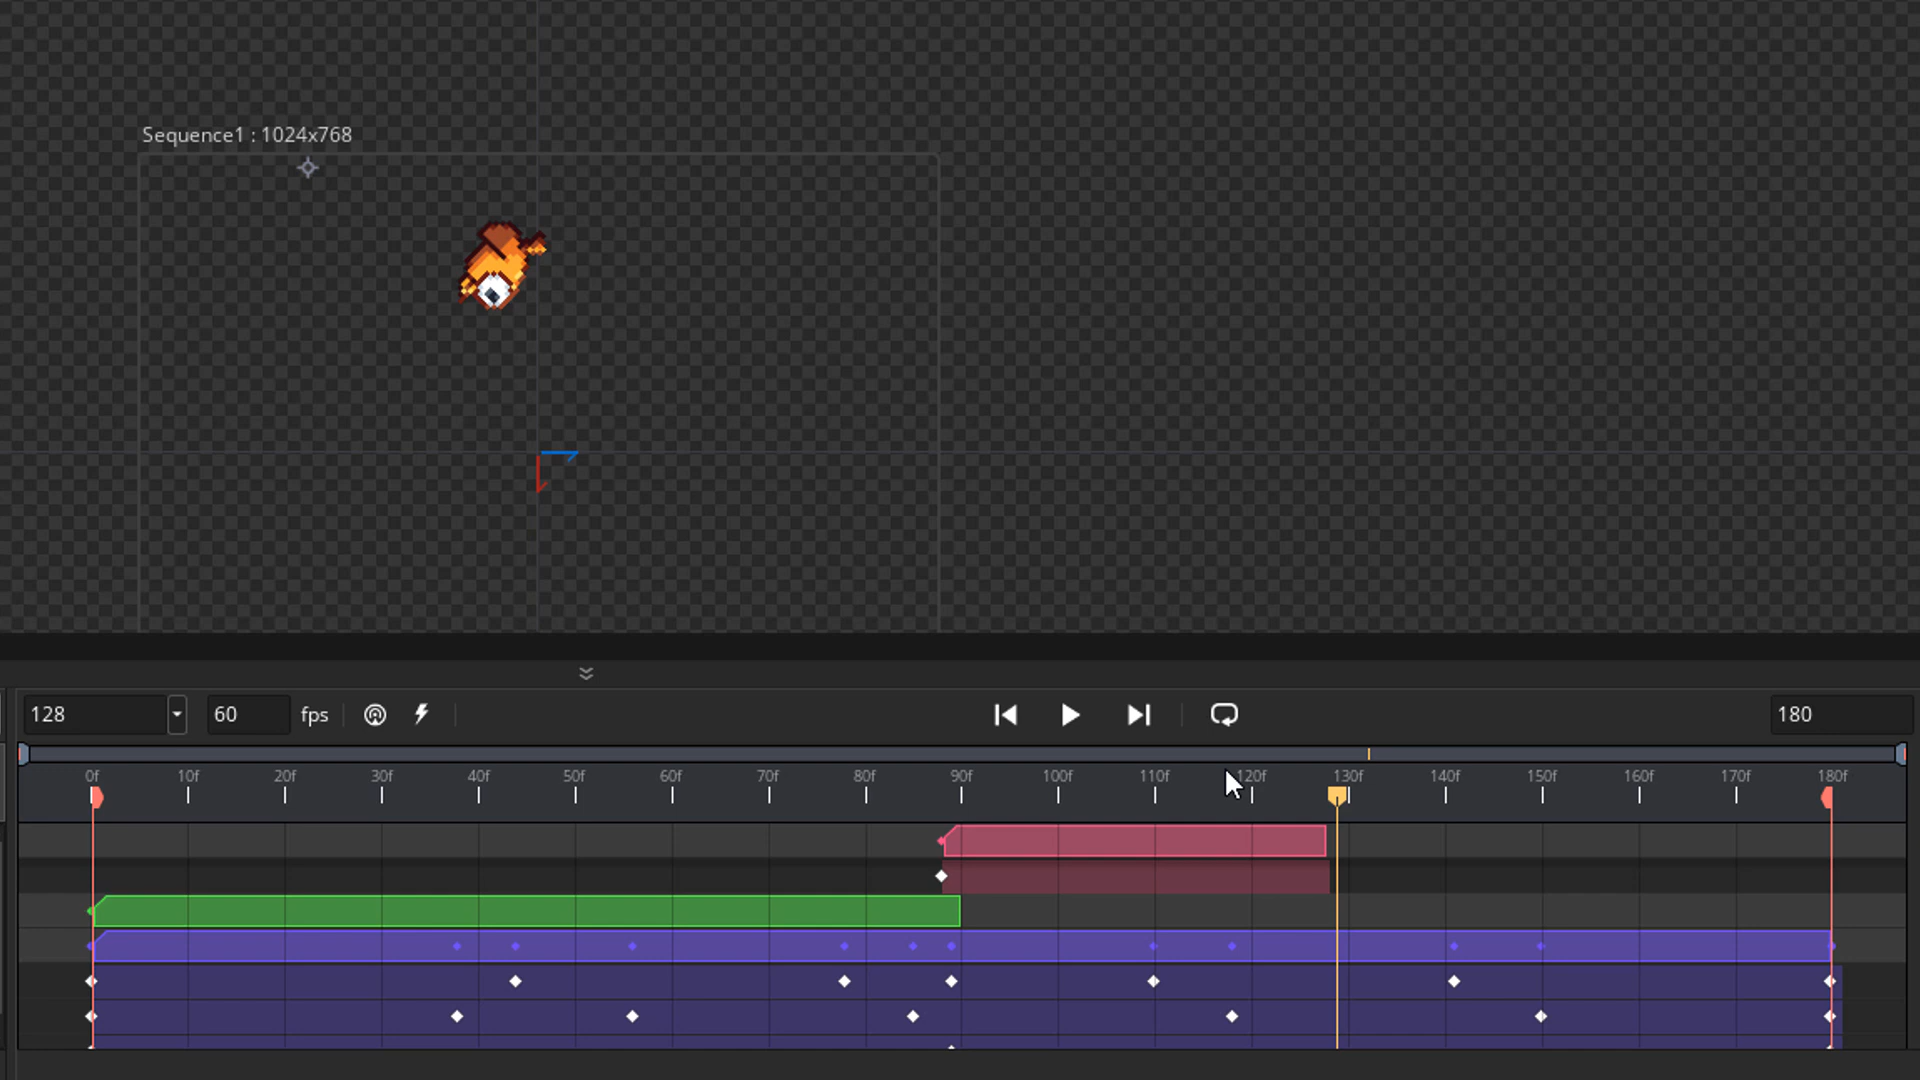 Sequence1 : 1024x768
128 60 fps 180
0f 10f 20f 30f 40f 50f 60f 70f 80f 90f 100f 110f 120f 130f 140f 150f 160f 170f 180f